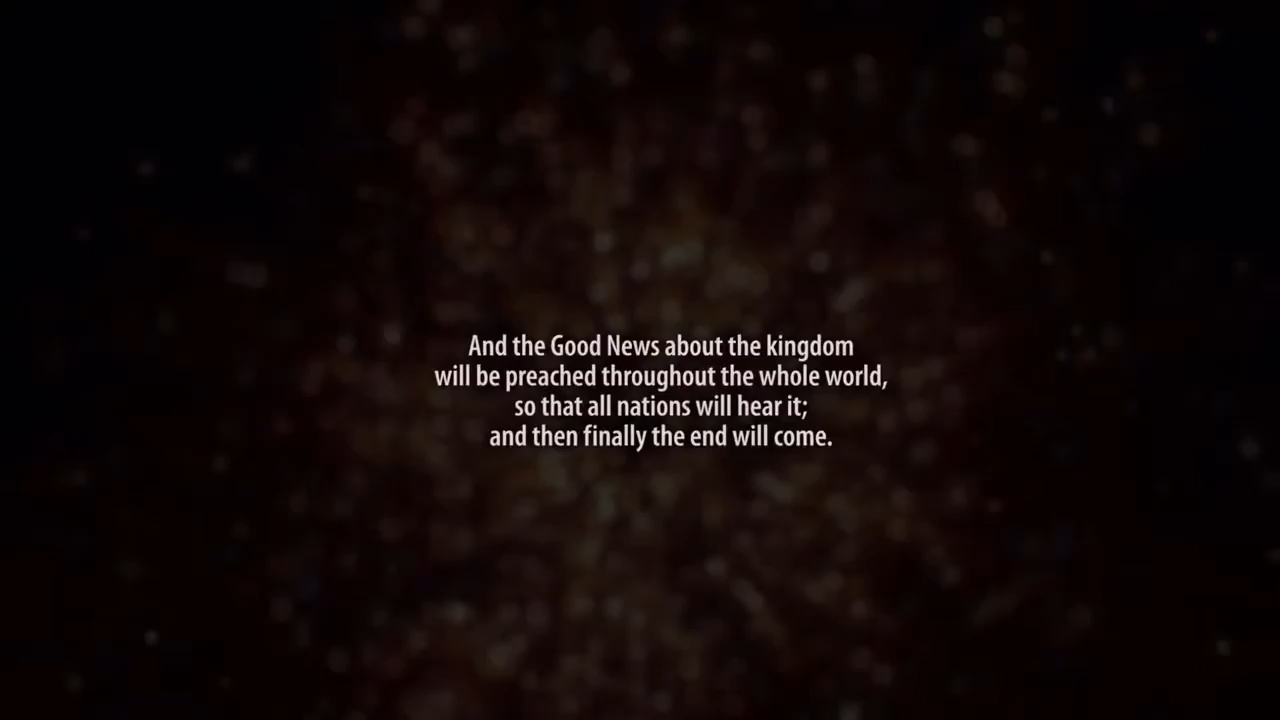 And the Good News about the kingdom
will be preached throughout the whole world,
so that all nations will hear it;
and then finally the end will come.